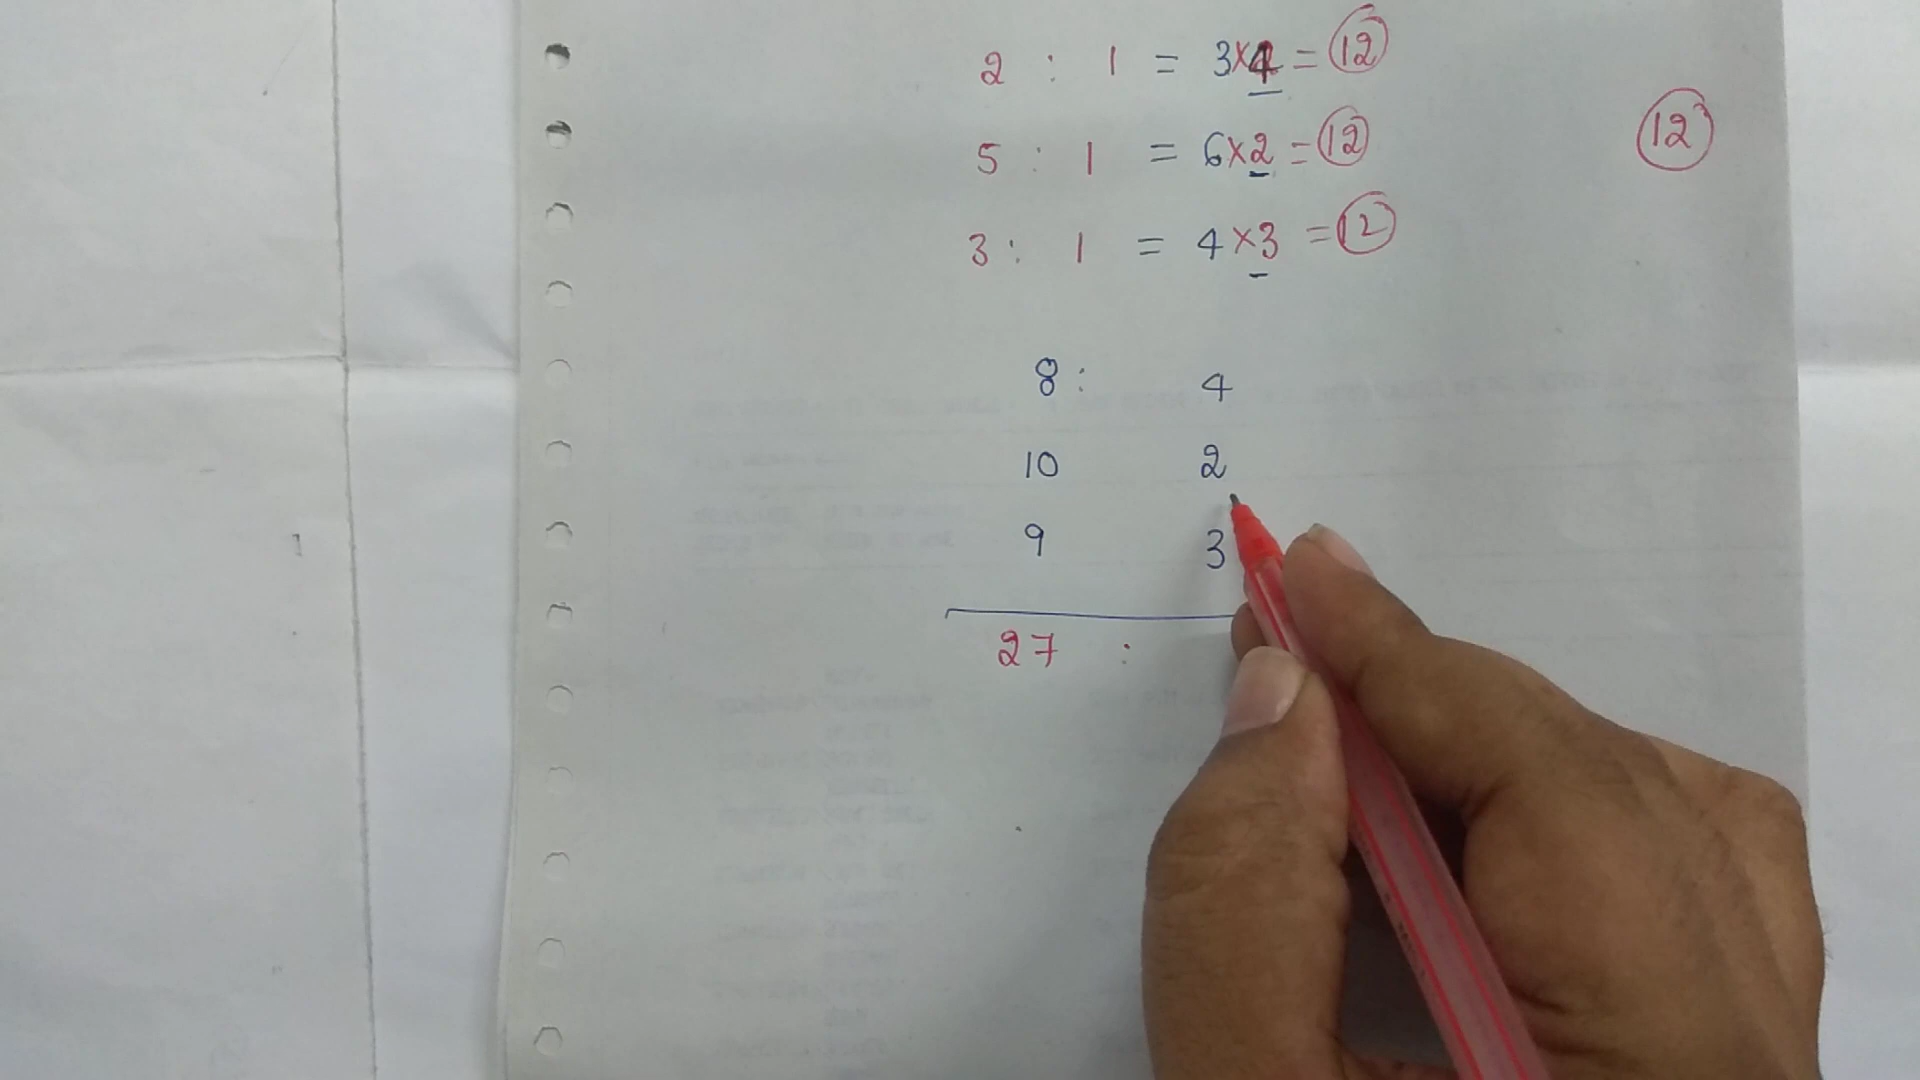 2 : 1 = 3×4 = 12
5 : 1 = 6×2 = 12
12
3 : 1 = 4×3 = 12
8 : 4
10 2
9 3
27 :